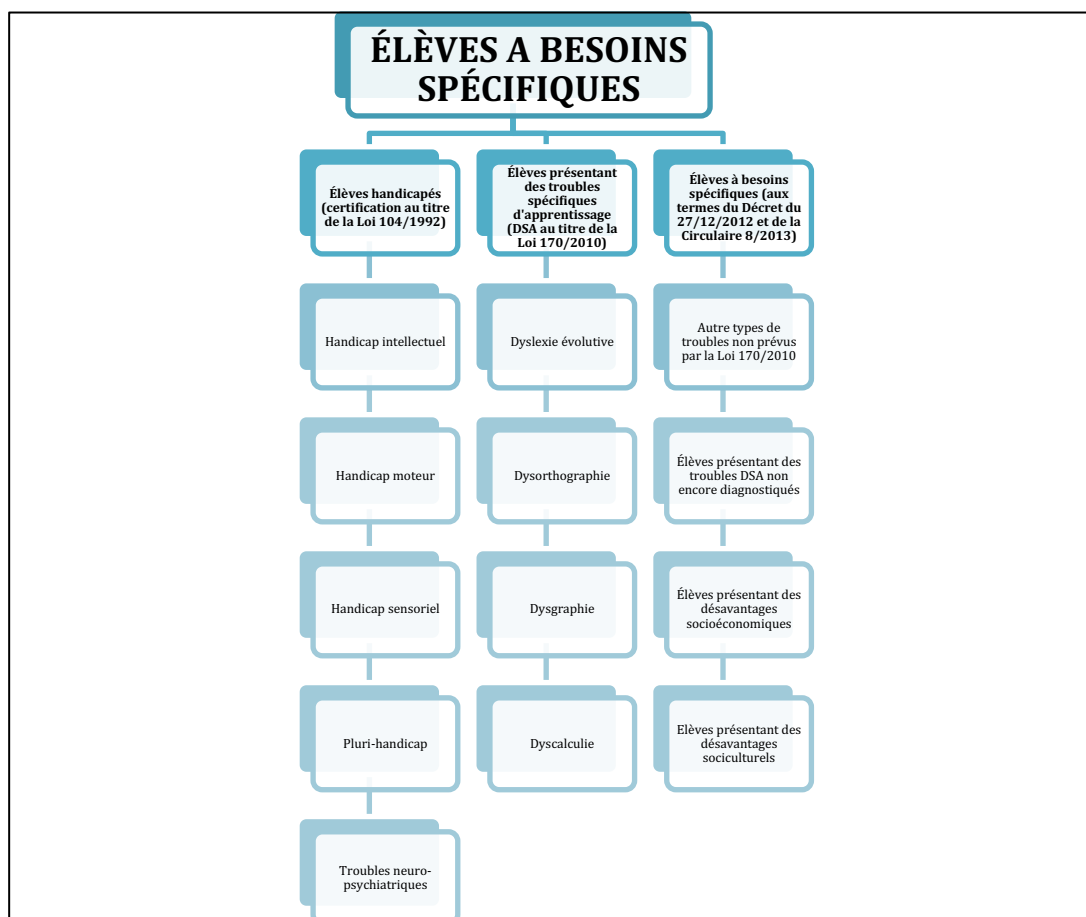 ÉLÈVES A BESOINS
SPÉCIFIQUES
Élèves handicapés
(certification au titre
de la Loi 104/1992)
Handicap intellectuel
Handicap moteur
Handicap sensoriel
Pluri-handicap
Troubles neuro-
psychiatriques
Élèves présentant
des troubles
spécifiques
d'apprentissage
(DSA au titre de la
Loi 170/2010)
Dyslexie évolutive
Dysorthographie
Dysgraphie
Dyscalculie
Élèves à besoins
spécifiques (aux
termes du Décret du
27/12/2012 et de la
Circulaire 8/2013)
Autre types de
troubles non prévus
par la Loi 170/2010
Élèves présentant des
troubles DSA non
encore diagnostiqués
Élèves présentant des
désavantages
socioéconomiques
Elèves présentant des
désavantages
sociculturels